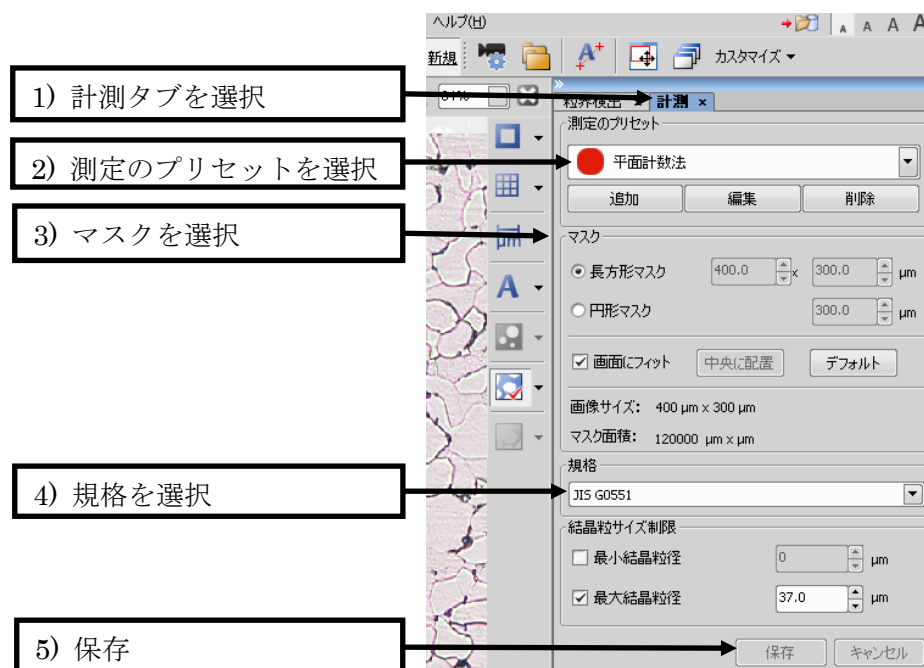 ヘルプ(H)
A A A A
新規 カスタマイズ
1) 計測タブを選択
粒界検出 × 計測 ×
測定のプリセット
2) 測定のプリセットを選択
平面計数法
追加 編集 削除
3) マスクを選択
マスク
μm
長方形マスク 400.0 x 300.0 μm
A
円形マスク 300.0 μm
画面にフィット 中央に配置 デフォルト
画像サイズ: 400 μm x 300 μm
マスク面積: 120000 μm x μm
規格
4) 規格を選択
JIS G0551
結晶粒サイズ制限
最小結晶粒径 0 μm
最大結晶粒径 37.0 μm
5) 保存
保存 キャンセル